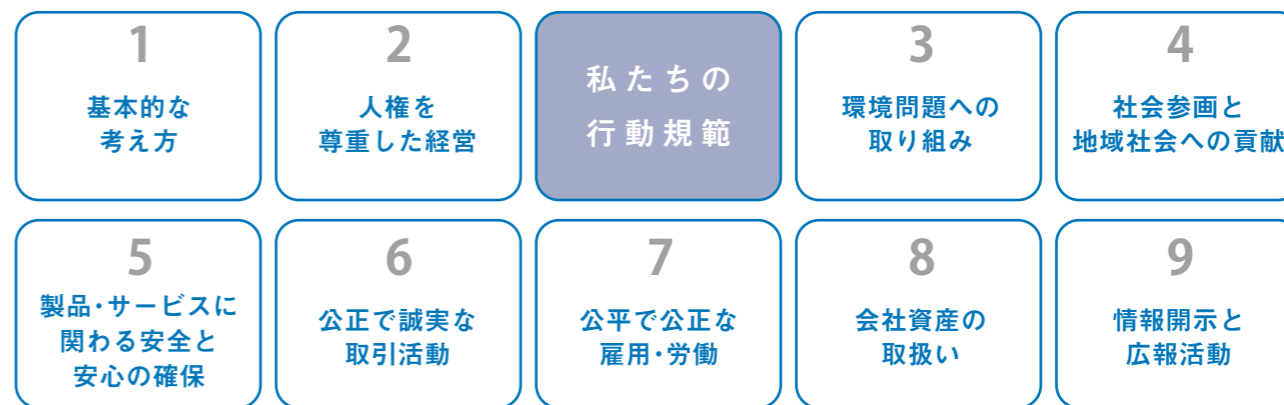 1
基本的な
考え方
2
人権を
尊重した経営
私たちの
行動規範
3
環境問題への
取り組み
4
社会参画と
地域社会への貢献
5
製品・サービスに
関わる安全と
安心の確保
6
公正で誠実な
取引活動
7
公平で公正な
雇用・労働
8
会社資産の
取扱い
9
情報開示と
広報活動